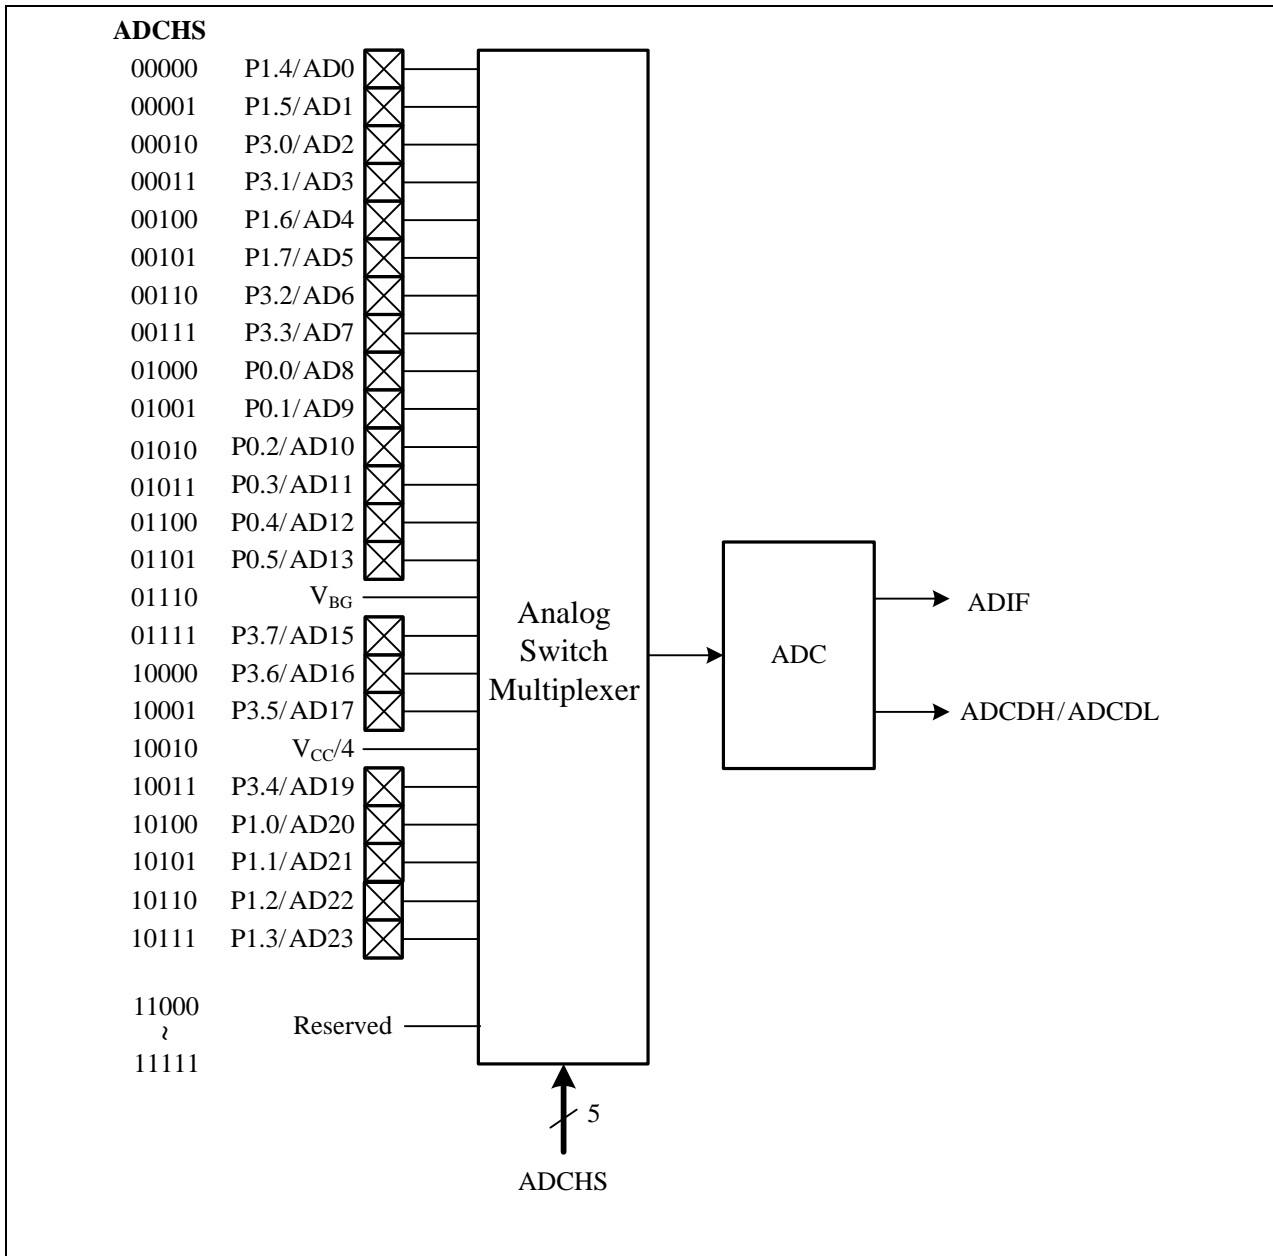 ADCHS
00000 P1.4/AD0
00001 P1.5/AD1
00010 P3.0/AD2
00011 P3.1/AD3
00100 P1.6/AD4
00101 P1.7/AD5
00110 P3.2/AD6
00111 P3.3/AD7
01000 P0.0/AD8
01001 P0.1/AD9
01010 P0.2/AD10
01011 P0.3/AD11
01100 P0.4/AD12
01101 P0.5/AD13
01110 VBG
01111 P3.7/AD15
10000 P3.6/AD16
10001 P3.5/AD17
10010 VCC/4
10011 P3.4/AD19
10100 P1.0/AD20
10101 P1.1/AD21
10110 P1.2/AD22
10111 P1.3/AD23
11000
~
11111
Reserved
Analog
Switch
Multiplexer
5
ADCHS
ADC
ADIF
ADCDH/ADCDL